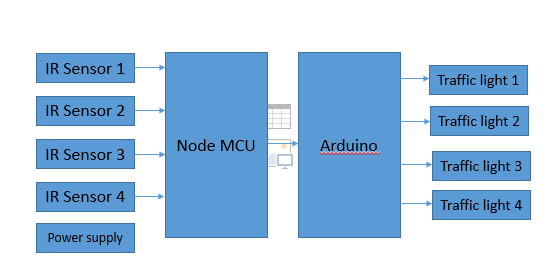 IR Sensor 1
IR Sensor 2
IR Sensor 3
IR Sensor 4
Power supply
Node MCU
Arduino
Traffic light 1
Traffic light 2
Traffic light 3
Traffic light 4